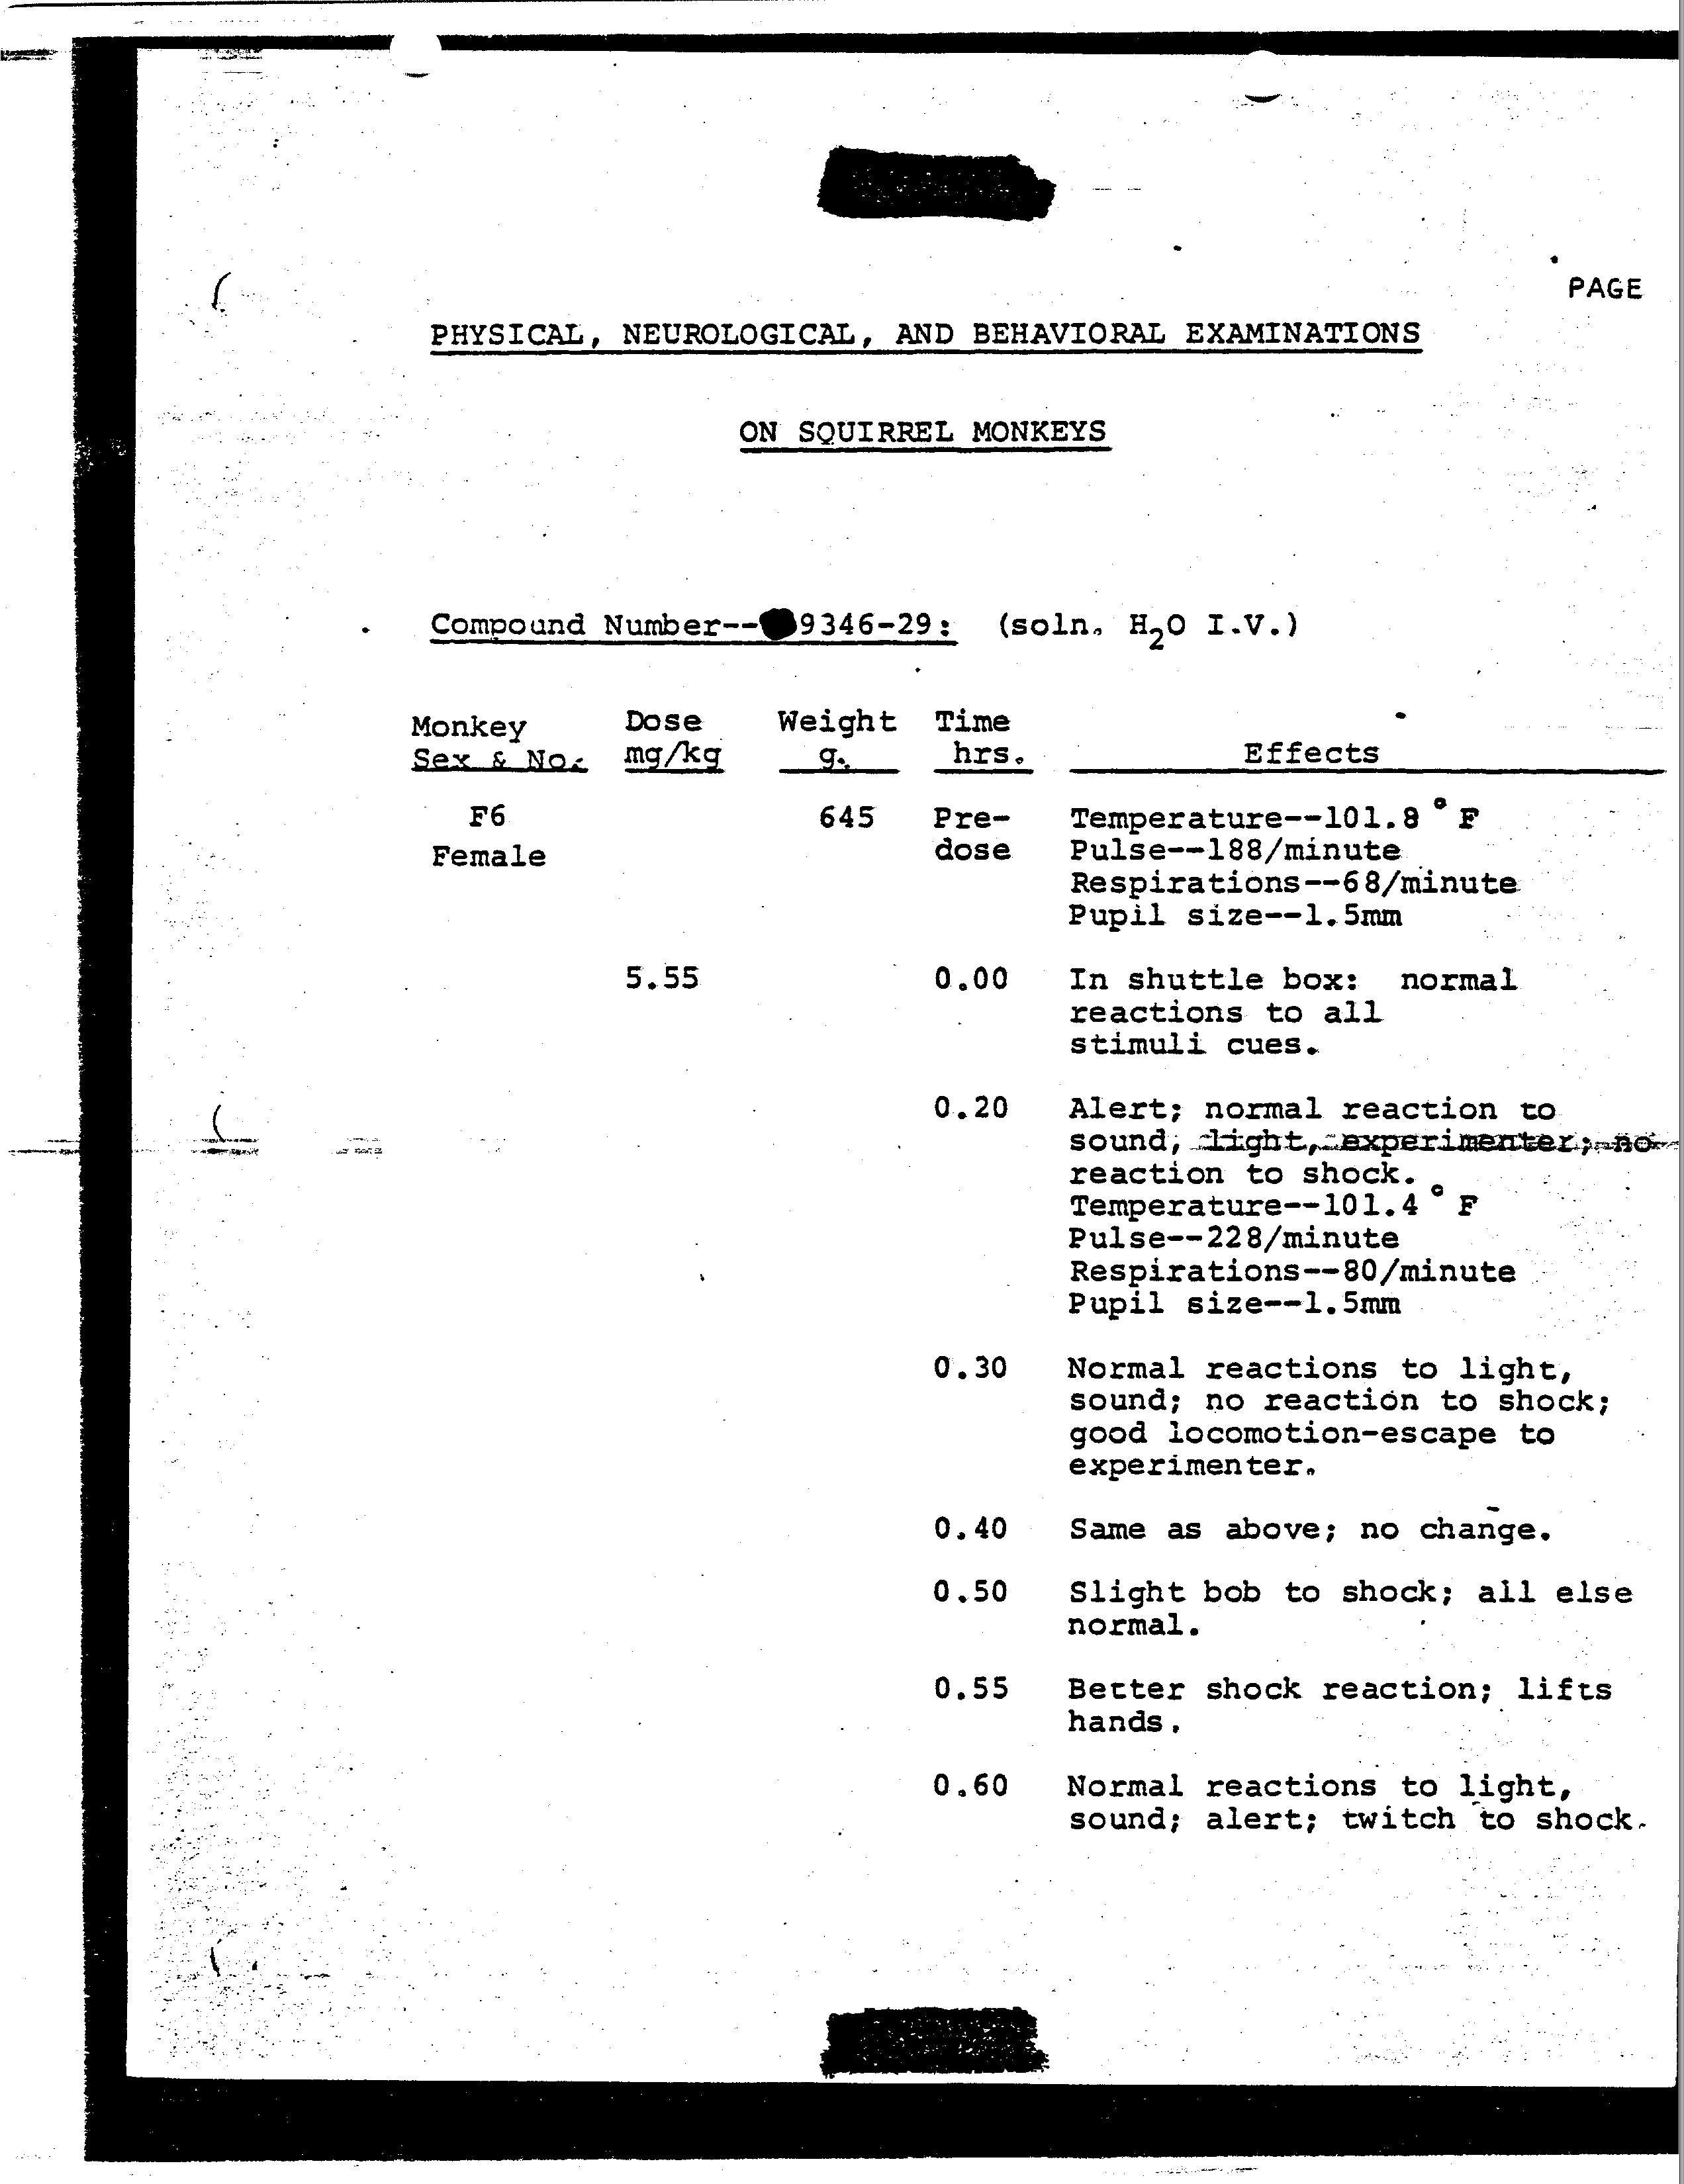 PAGE
PHYSICAL, NEUROLOGICAL, AND BEHAVIORAL EXAMINATIONS
ON SQUIRREL MONKEYS
Compound Number-- 9346-29: (soln. H2O I.V.)
Monkey Dose Weight Time
Sex & No. mg/kg g. hrs. Effects
F6 645 Pre- Temperature--101.8° F
Female dose Pulse--188/minute
Respirations--68/minute
Pupil size--1.5mm
5.55 0.00 In shuttle box: normal
reactions to all
stimuli cues.
0.20 Alert; normal reaction to
sound, light, experimenter; no
reaction to shock.
Temperature--101.4° F
Pulse--228/minute
Respirations--80/minute
Pupil size--1.5mm
0.30 Normal reactions to light,
sound; no reaction to shock;
good locomotion-escape to
experimenter.
0.40 Same as above; no change.
0.50 Slight bob to shock; all else
normal.
0.55 Better shock reaction; lifts
hands.
0.60 Normal reactions to light,
sound; alert; twitch to shock.